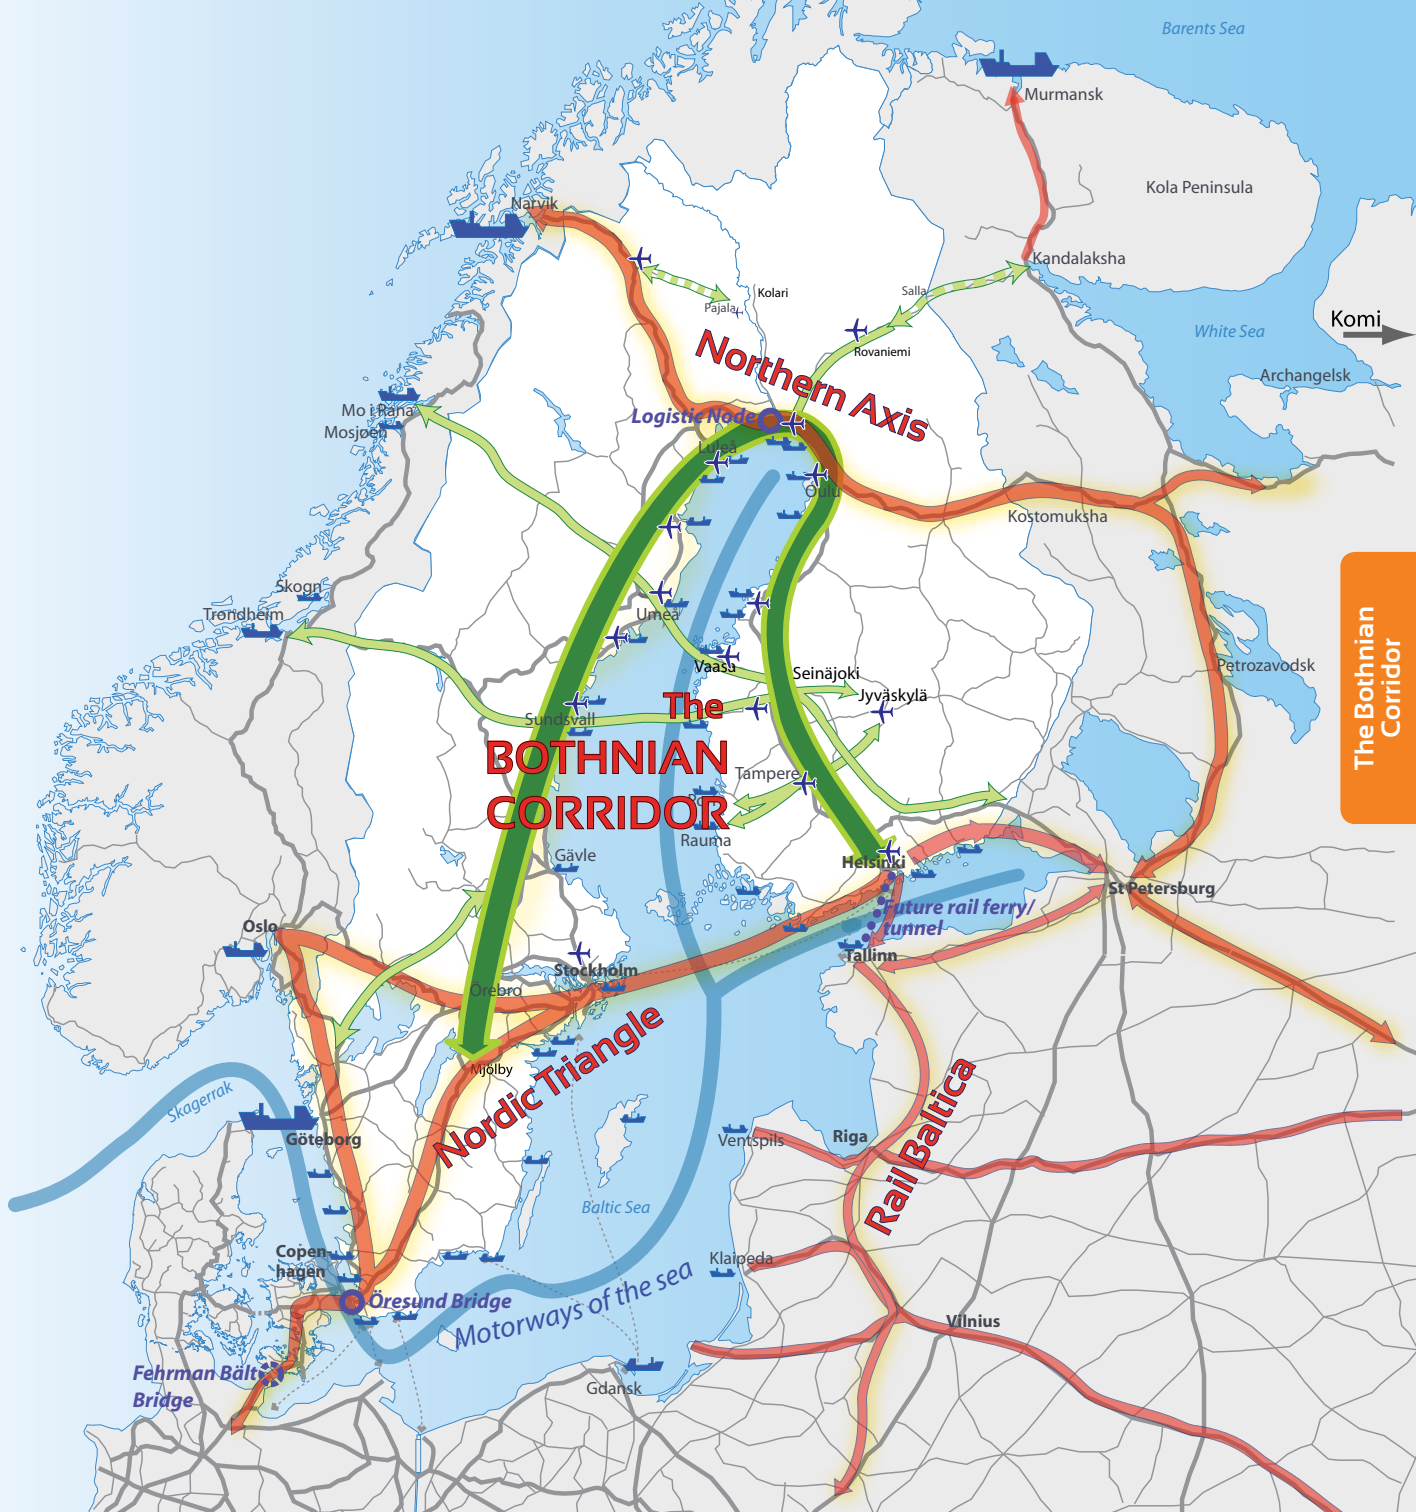 Barents Sea
Murmansk
Kola Peninsula
Narvik
Kandalaksha
Kolari
Salla
Pajala
Komi
White Sea
Rovaniemi
Northern Axis
Archangelsk
Mo i Rana
Logistic Node
Mosjøen
Luleå
Oulu
Kostomuksha
Skogn
Trondheim
Umeå
The Bothnian
Corridor
Vaasa
Seinäjoki
Petrozavodsk
Jyväskylä
Sundsvall
The
BOTHNIAN
CORRIDOR
Tampere
Rauma
Gävle
Helsinki
St Petersburg
Future rail ferry/
tunnel
Oslo
Tallinn
Stockholm
Örebro
Nordic Triangle
Mjölby
Skagerrak
Göteborg
Rail Baltica
Ventspils
Riga
Baltic Sea
Copen-
hagen
Klaipeda
Öresund Bridge
Motorways of the sea
Vilnius
Fehrman Bält
Bridge
Gdansk